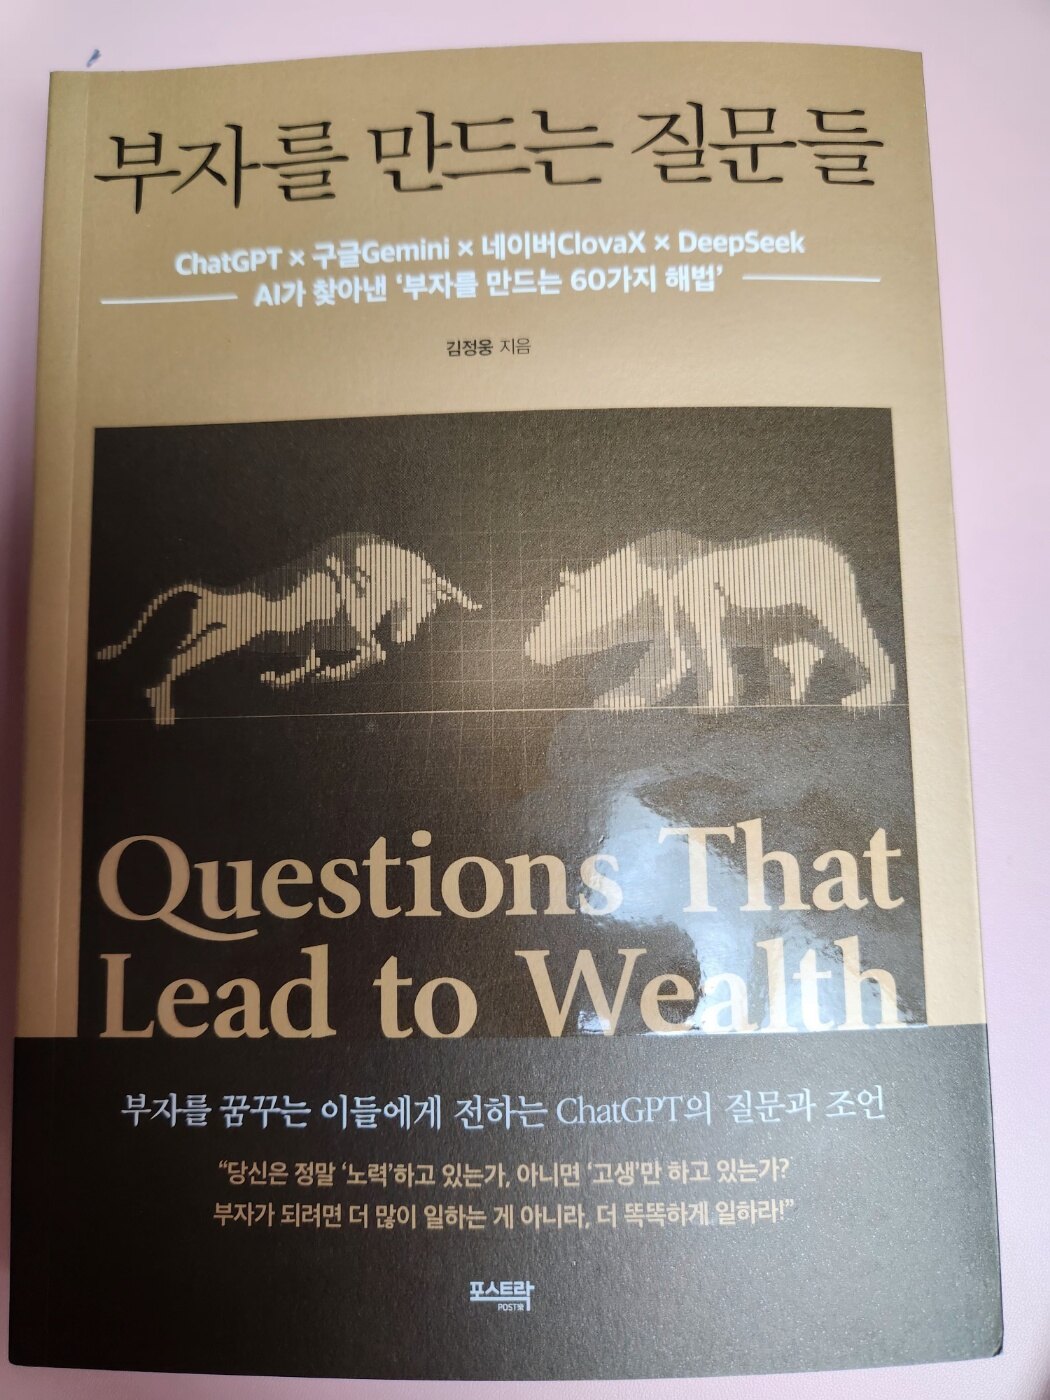 부자를 만드는 질문들
ChatGPT × 구글Gemini × 네이버ClovaX × DeepSeek
AI가 찾아낸 ‘부자를 만드는 60가지 해법’
김정웅 지음
Questions That
Lead to Wealth
부자를 꿈꾸는 이들에게 전하는 ChatGPT의 질문과 조언
“당신은 정말 ‘노력’하고 있는가, 아니면 ‘고생’만 하고 있는가?
부자가 되려면 더 많이 일하는 게 아니라, 더 똑똑하게 일하라!”
포스트락
POST樂